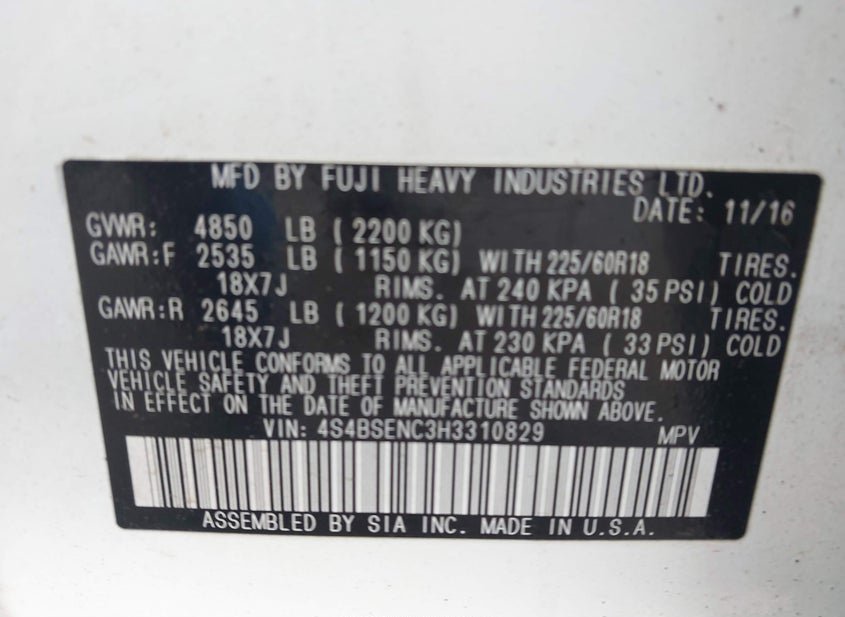 MFD BY FUJI HEAVY INDUSTRIES LTD.
DATE: 11/16
GVWR: 4850 LB ( 2200 KG)
GAWR:F 2535 LB ( 1150 KG) WITH 225/60R18 TIRES.
18X7J RIMS. AT 240 KPA ( 35 PSI) COLD
GAWR:R 2645 LB ( 1200 KG) WITH 225/60R18 TIRES.
18X7J RIMS. AT 230 KPA ( 33 PSI) COLD
THIS VEHICLE CONFORMS TO ALL APPLICABLE FEDERAL MOTOR
VEHICLE SAFETY AND THEFT PREVENTION STANDARDS
IN EFFECT ON THE DATE OF MANUFACTURE SHOWN ABOVE.
VIN: 4S4BSENC3H3310829 MPV
ASSEMBLED BY SIA INC. MADE IN U.S.A.